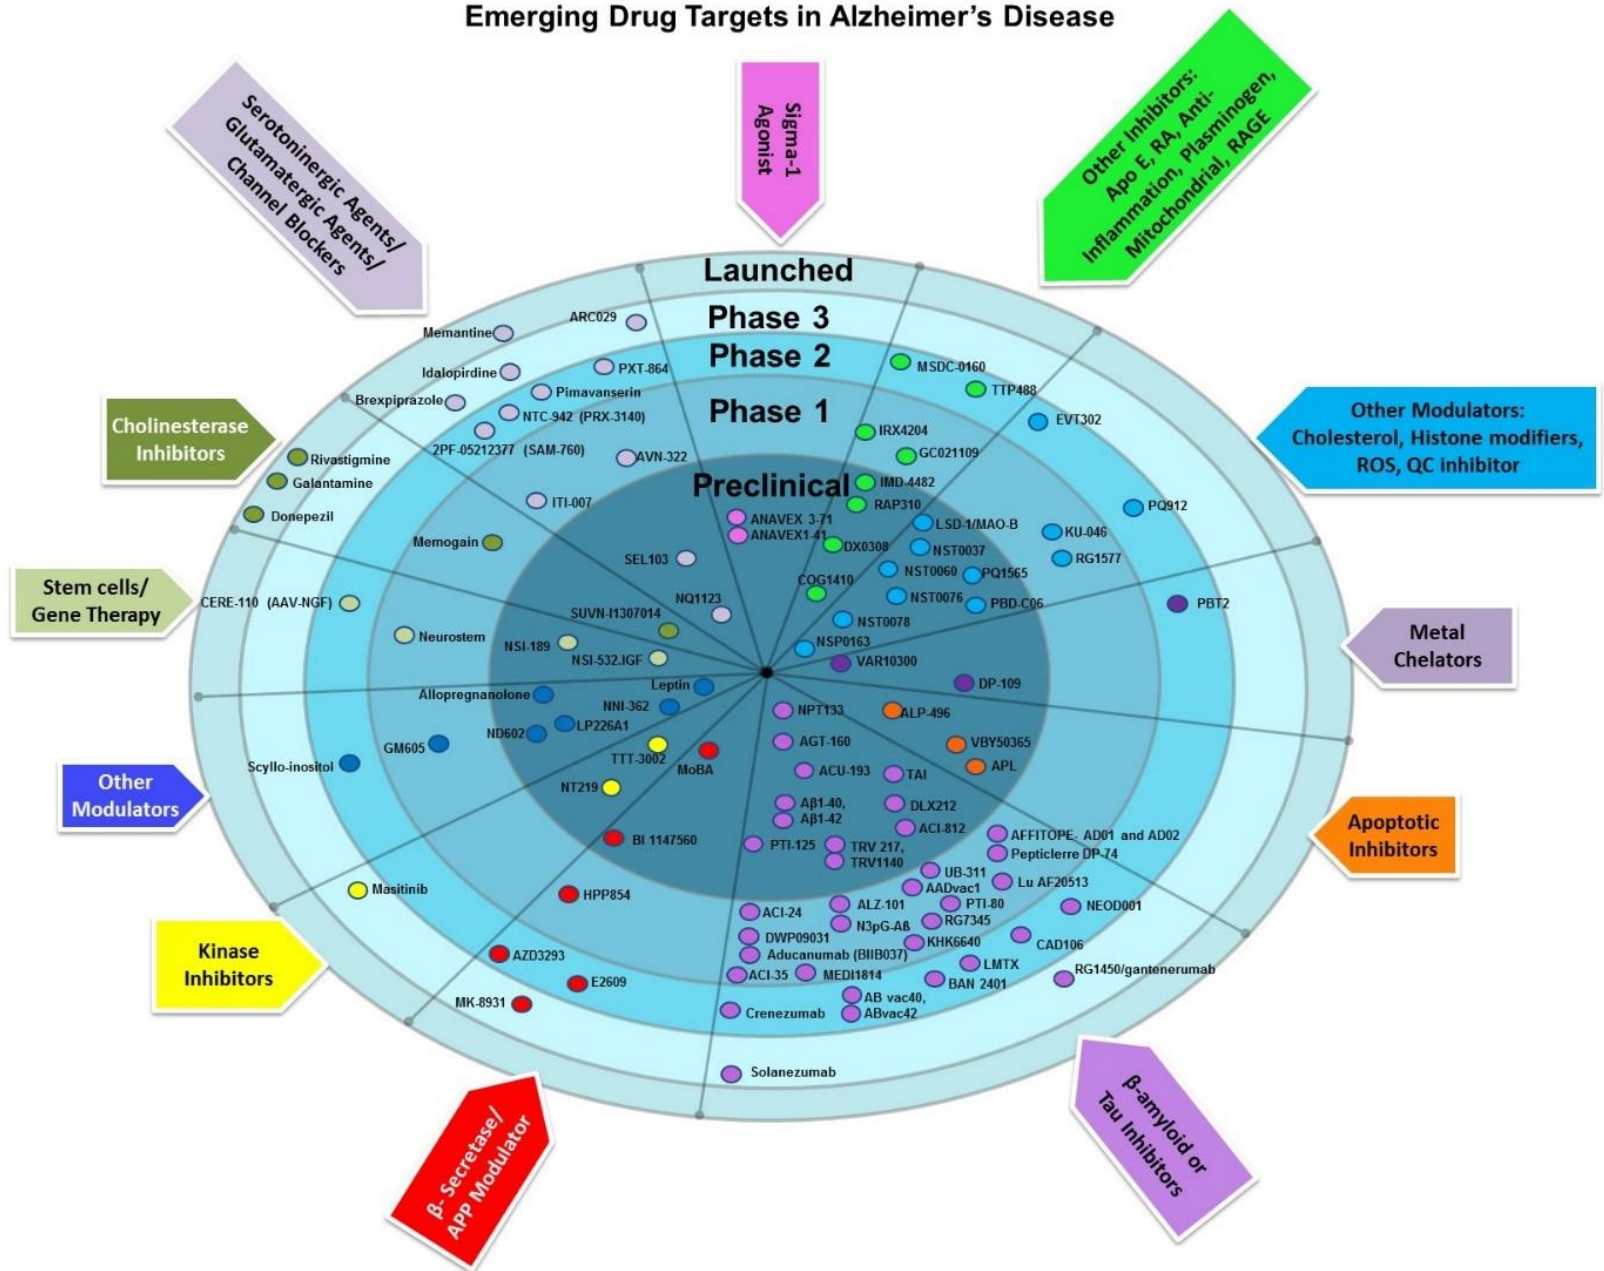 Emerging Drug Targets in Alzheimer's Disease
Serotoninergic Agents/
Glutamatergic Agents/
Channel Blockers
Sigma-1
Agonist
Other Inhibitors:
Apo E, RA, Anti-
Inflammation, Plasminogen,
Mitochondrial, RAGE
Cholinesterase
Inhibitors
Other Modulators:
Cholesterol, Histone modifiers,
ROS, QC inhibitor
Stem cells/
Gene Therapy
Metal
Chelators
Other
Modulators
Apoptotic
Inhibitors
Kinase
Inhibitors
β- Secretase/
APP Modulator
β-amyloid or
Tau Inhibitors
Launched
Phase 3
Phase 2
Phase 1
Preclinical
Memantine
ARC029
Idalopirdine
PXT-864
Brexpiprazole
Pimavanserin
NTC-942 (PRX-3140)
2PF-05212377 (SAM-760)
AVN-322
ITI-007
SEL103
NQ1123
Rivastigmine
Galantamine
Donepezil
Memogain
SUVN-I1307014
CERE-110 (AAV-NGF)
Neurostem
NSI-189
NSI-532.IGF
Leptin
Allopregnanolone
NNI-362
LP226A1
ND602
GM605
Scyllo-inositol
TTT-3002
NT219
Masitinib
MoBA
BI 1147560
HPP854
AZD3293
E2609
MK-8931
ANAVEX 3-71
ANAVEX1-41
MSDC-0160
TTP488
IRX4204
GC021109
IMD-4482
RAP310
DX0308
COG1410
EVT302
PQ912
KU-046
RG1577
LSD-1/MAO-B
NST0037
NST0060
PQ1565
NST0076
PBD-C06
NST0078
NSP0163
PBT2
VAR10300
DP-109
ALP-496
VBY50365
APL
NPT133
AGT-160
ACU-193
TAI
Aβ1-40,
Aβ1-42
DLX212
ACI-812
PTI-125
TRV 217,
TRV1140
AFFITOPE- AD01 and AD02
Pepticlerre DP-74
UB-311
Lu AF20513
AADvac1
PTI-80
NEOD001
ACI-24
ALZ-101
N3pG-Aß
RG7345
DWP09031
KHK6640
CAD106
Aducanumab (BIIB037)
LMTX
RG1450/gantenerumab
ACI-35
MEDI1814
BAN 2401
AB vac40,
ABvac42
Crenezumab
Solanezumab